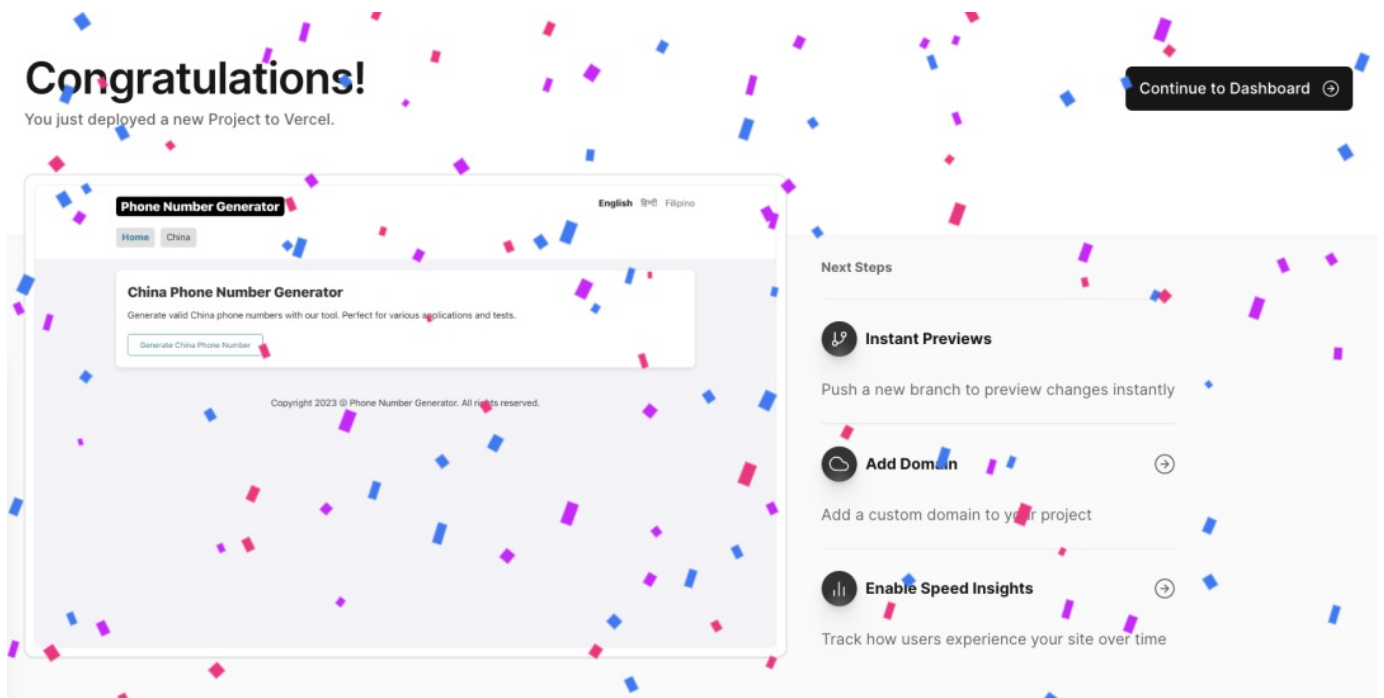 Congratulations!
Continue to Dashboard
You just deployed a new Project to Vercel.
Phone Number Generator
English हिन्दी Filipino
Home China
China Phone Number Generator
Generate valid China phone numbers with our tool. Perfect for various applications and tests.
Generate China Phone Number
Copyright 2023 © Phone Number Generator. All rights reserved.
Next Steps
Instant Previews
Push a new branch to preview changes instantly
Add Domain
Add a custom domain to your project
Enable Speed Insights
Track how users experience your site over time